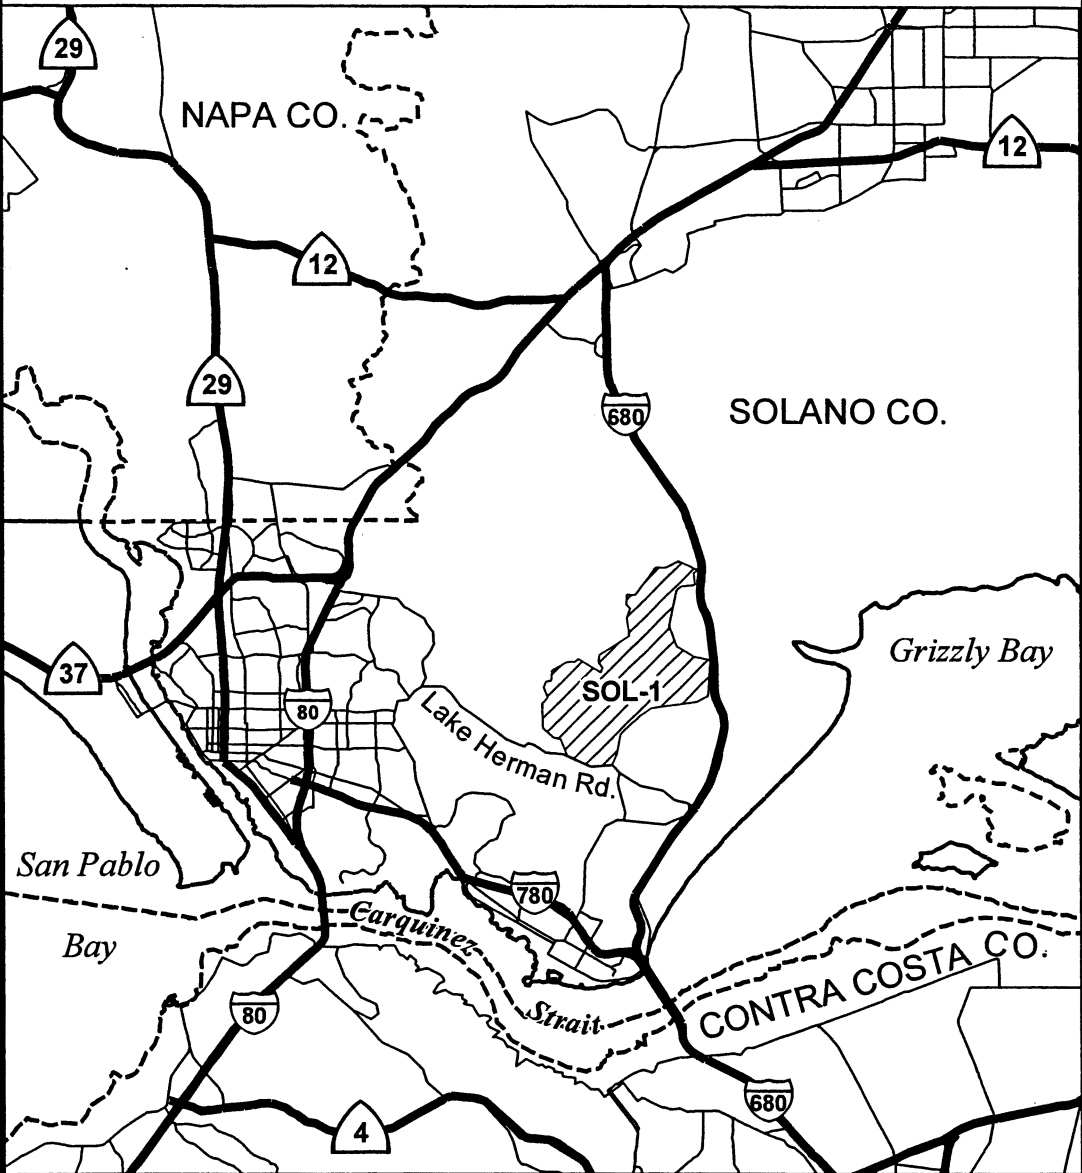 29
NAPA CO.
12
12
29
680
SOLANO CO.
37
80
SOL-1
Grizzly Bay
Lake Herman Rd.
San Pablo
Bay
780
Carquinez
Strait
CONTRA COSTA CO.
80
680
4